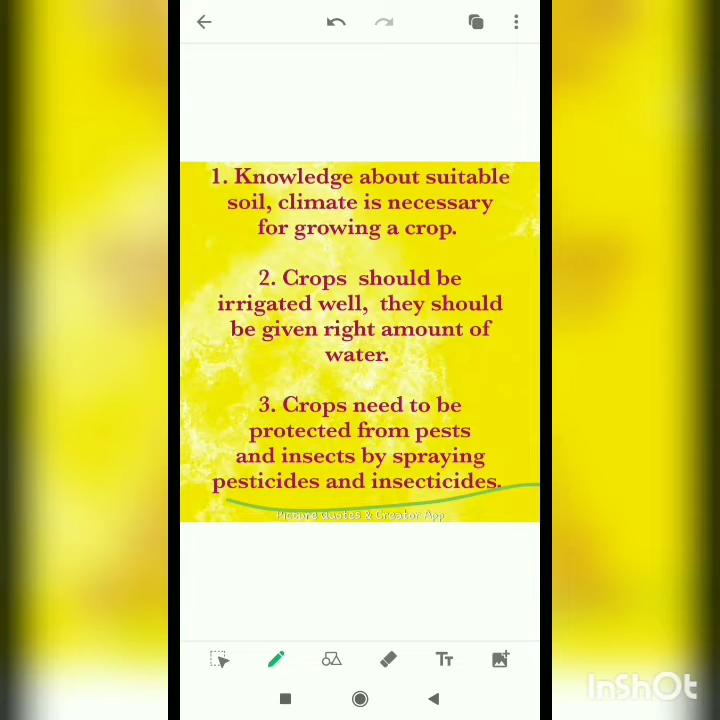 1. Knowledge about suitable
soil, climate is necessary
for growing a crop.
2. Crops should be
irrigated well, they should
be given right amount of
water.
3. Crops need to be
protected from pests
and insects by spraying
pesticides and insecticides.
Picture Quotes & Creator App
Tт
InShOt